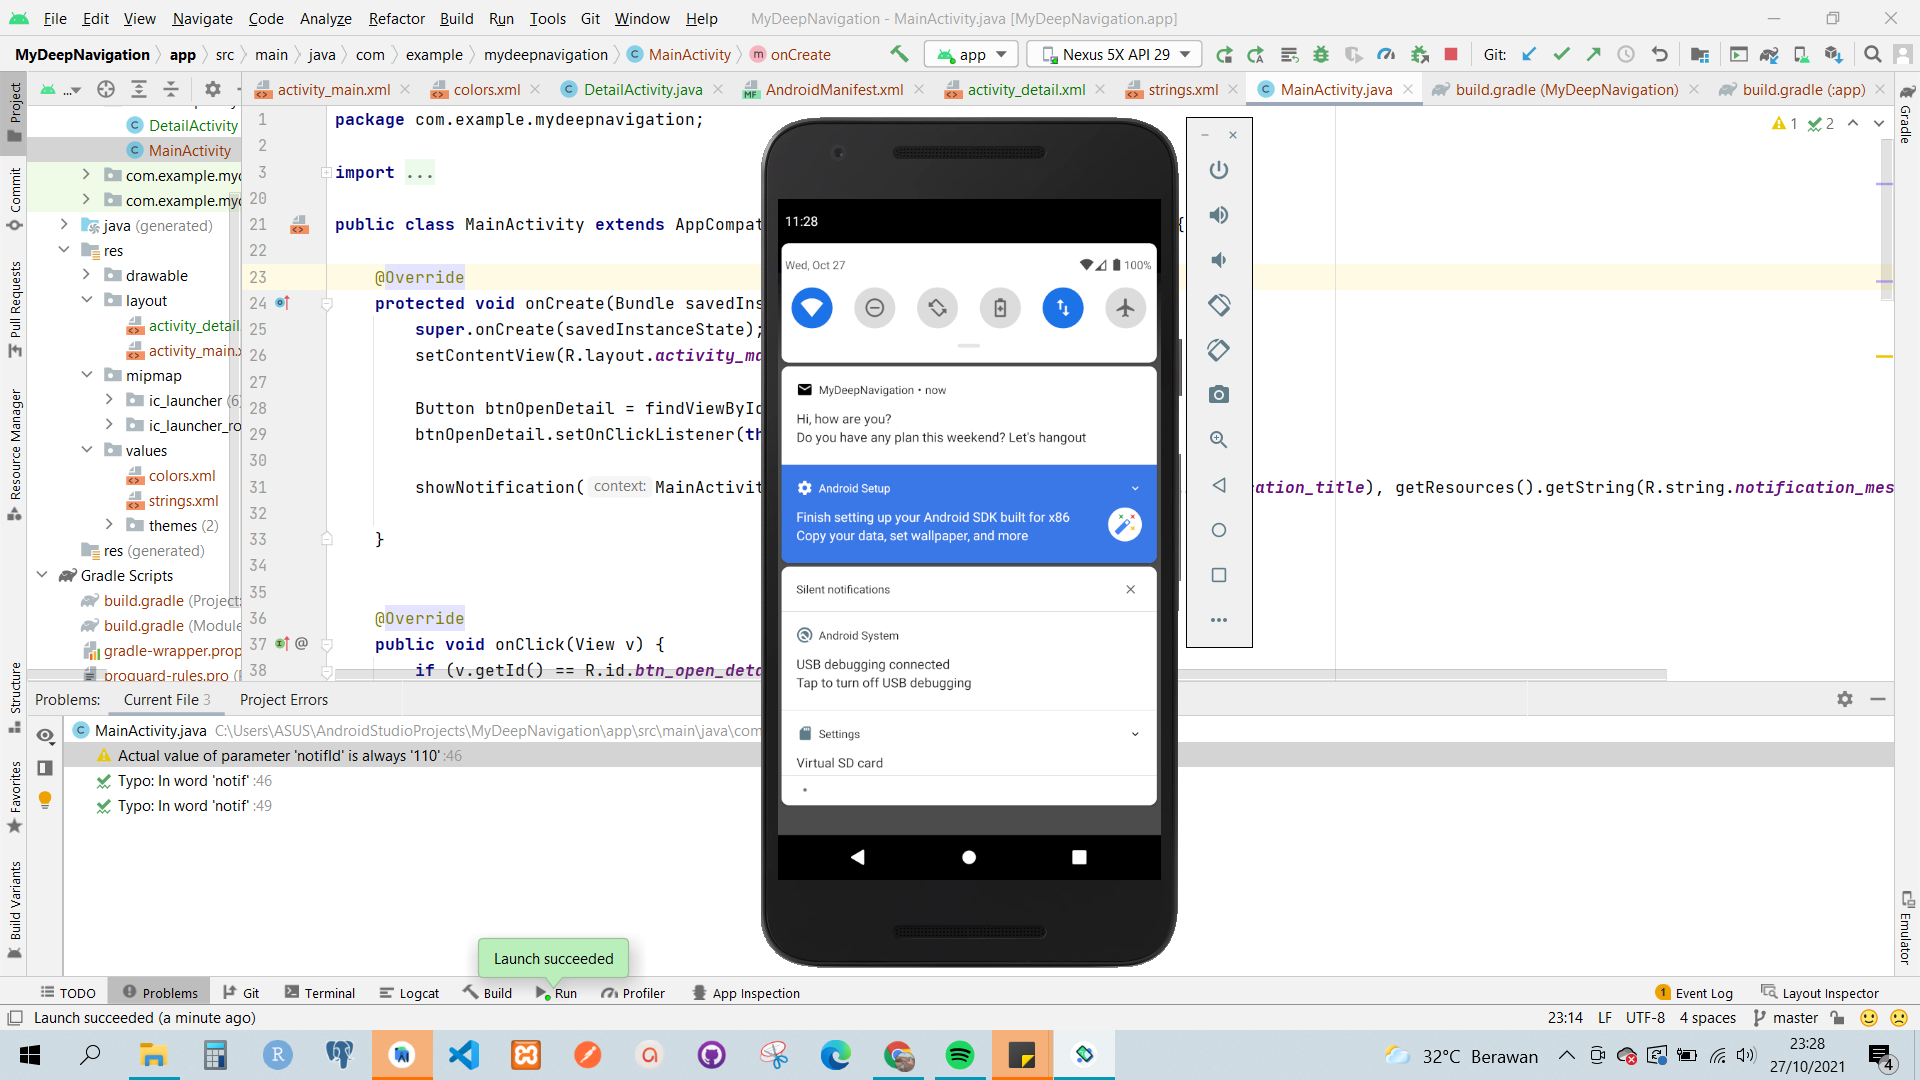 File Edit View Navigate Code Analyze Refactor Build Run Tools Git Window Help MyDeepNavigation - MainActivity.java [MyDeepNavigation.app]
MyDeepNavigation app src main java com example mydeepnavigation MainActivity onCreate app Nexus 5X API 29 Git:
activity_main.xml colors.xml DetailActivity.java AndroidManifest.xml activity_detail.xml strings.xml MainActivity.java build.gradle (MyDeepNavigation) build.gradle (:app)
Project
Commit
Pull Requests
Resource Manager
Structure
Favorites
Build Variants
Gradle
Emulator
DetailActivity
MainActivity
com.example.myd
com.example.myd
java (generated)
res
drawable
layout
activity_detail
activity_main.x
mipmap
ic_launcher (6)
ic_launcher_ro
values
colors.xml
strings.xml
themes (2)
res (generated)
Gradle Scripts
build.gradle (Project:
build.gradle (Module
gradle-wrapper.prop
proguard-rules.pro
1 package com.example.mydeepnavigation;
2
3 import ...
20
21 public class MainActivity extends AppCompat {
22
23 @Override
24 protected void onCreate(Bundle savedIns
25 super.onCreate(savedInstanceState);
26 setContentView(R.layout.activity_ma
27
28 Button btnOpenDetail = findViewById
29 btnOpenDetail.setOnClickListener(th
30
31 showNotification( context: MainActivit cation_title), getResources().getString(R.string.notification_mes
32
33 }
34
35
36 @Override
37 public void onClick(View v) {
38 if (v.getId() == R.id.btn_open_deta
1 2
11:28
Wed, Oct 27 100%
MyDeepNavigation • now
Hi, how are you?
Do you have any plan this weekend? Let's hangout
Android Setup
Finish setting up your Android SDK built for x86
Copy your data, set wallpaper, and more
Silent notifications
Android System
USB debugging connected
Tap to turn off USB debugging
Settings
Virtual SD card
Problems: Current File 3 Project Errors
MainActivity.java C:\Users\ASUS\AndroidStudioProjects\MyDeepNavigation\app\src\main\java\com
Actual value of parameter 'notifId' is always '110' :46
Typo: In word 'notif' :46
Typo: In word 'notif' :49
Launch succeeded
TODO Problems Git Terminal Logcat Build Run Profiler App Inspection 1 Event Log Layout Inspector
Launch succeeded (a minute ago) 23:14 LF UTF-8 4 spaces master
32°C Berawan 23:28
27/10/2021
4